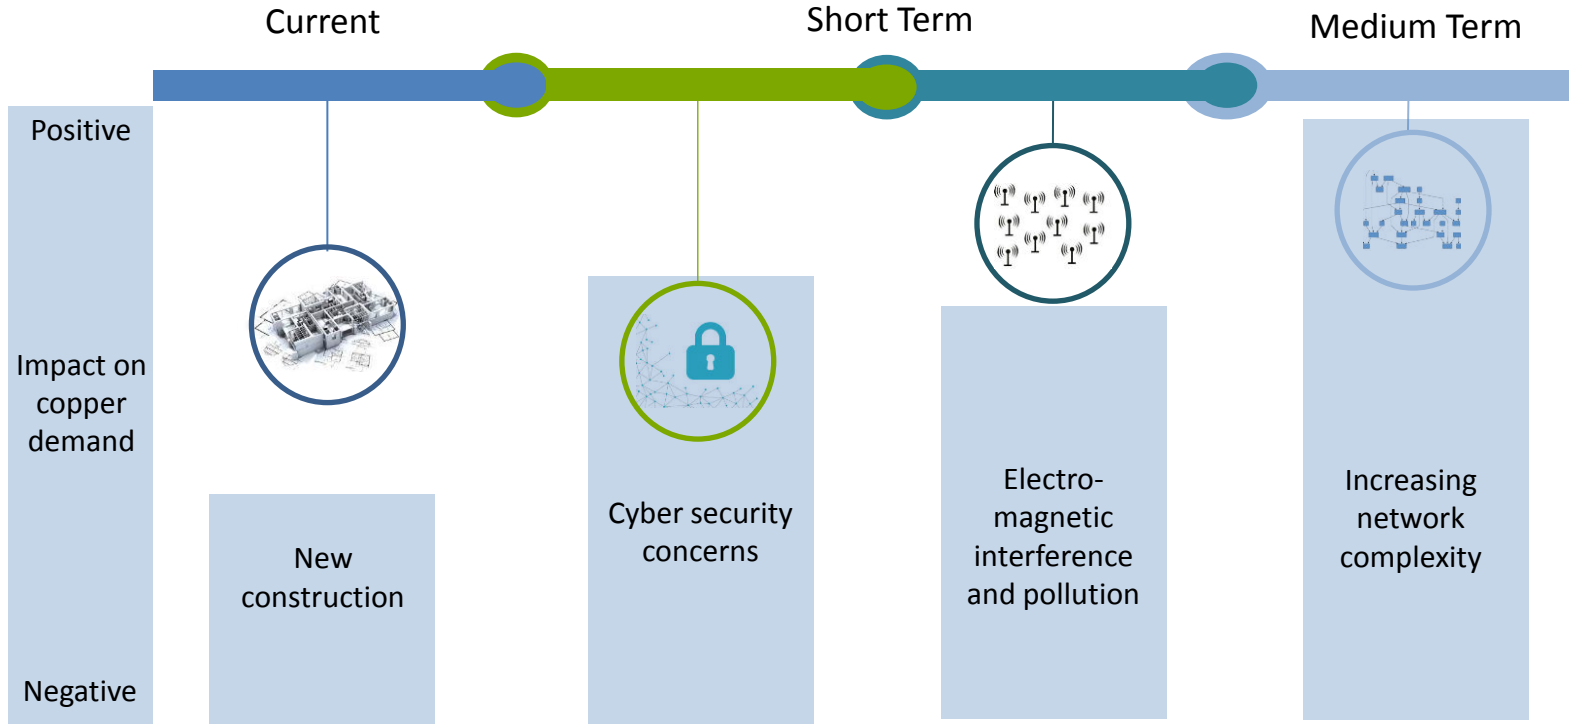 Current
Short Term
Medium Term
Positive
Impact on
copper
demand
Negative
New
construction
Cyber security
concerns
Electro-
magnetic
interference
and pollution
Increasing
network
complexity